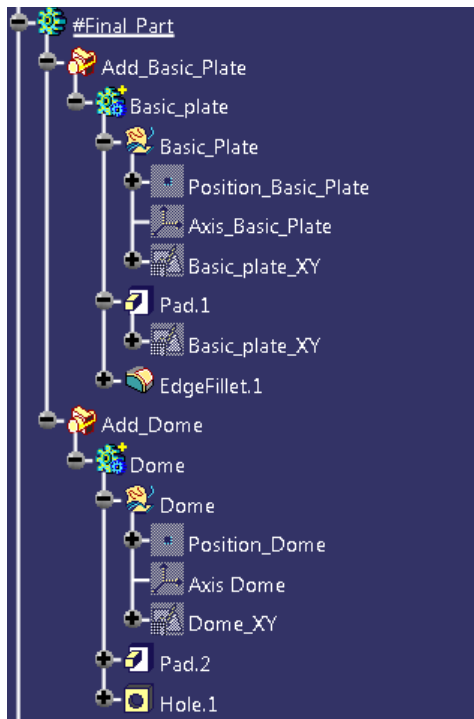 #Final_Part
Add_Basic_Plate
Basic_plate
Basic_Plate
Position_Basic_Plate
Axis_Basic_Plate
Basic_plate_XY
Pad.1
Basic_plate_XY
EdgeFillet.1
Add_Dome
Dome
Dome
Position_Dome
Axis Dome
Dome_XY
Pad.2
Hole.1